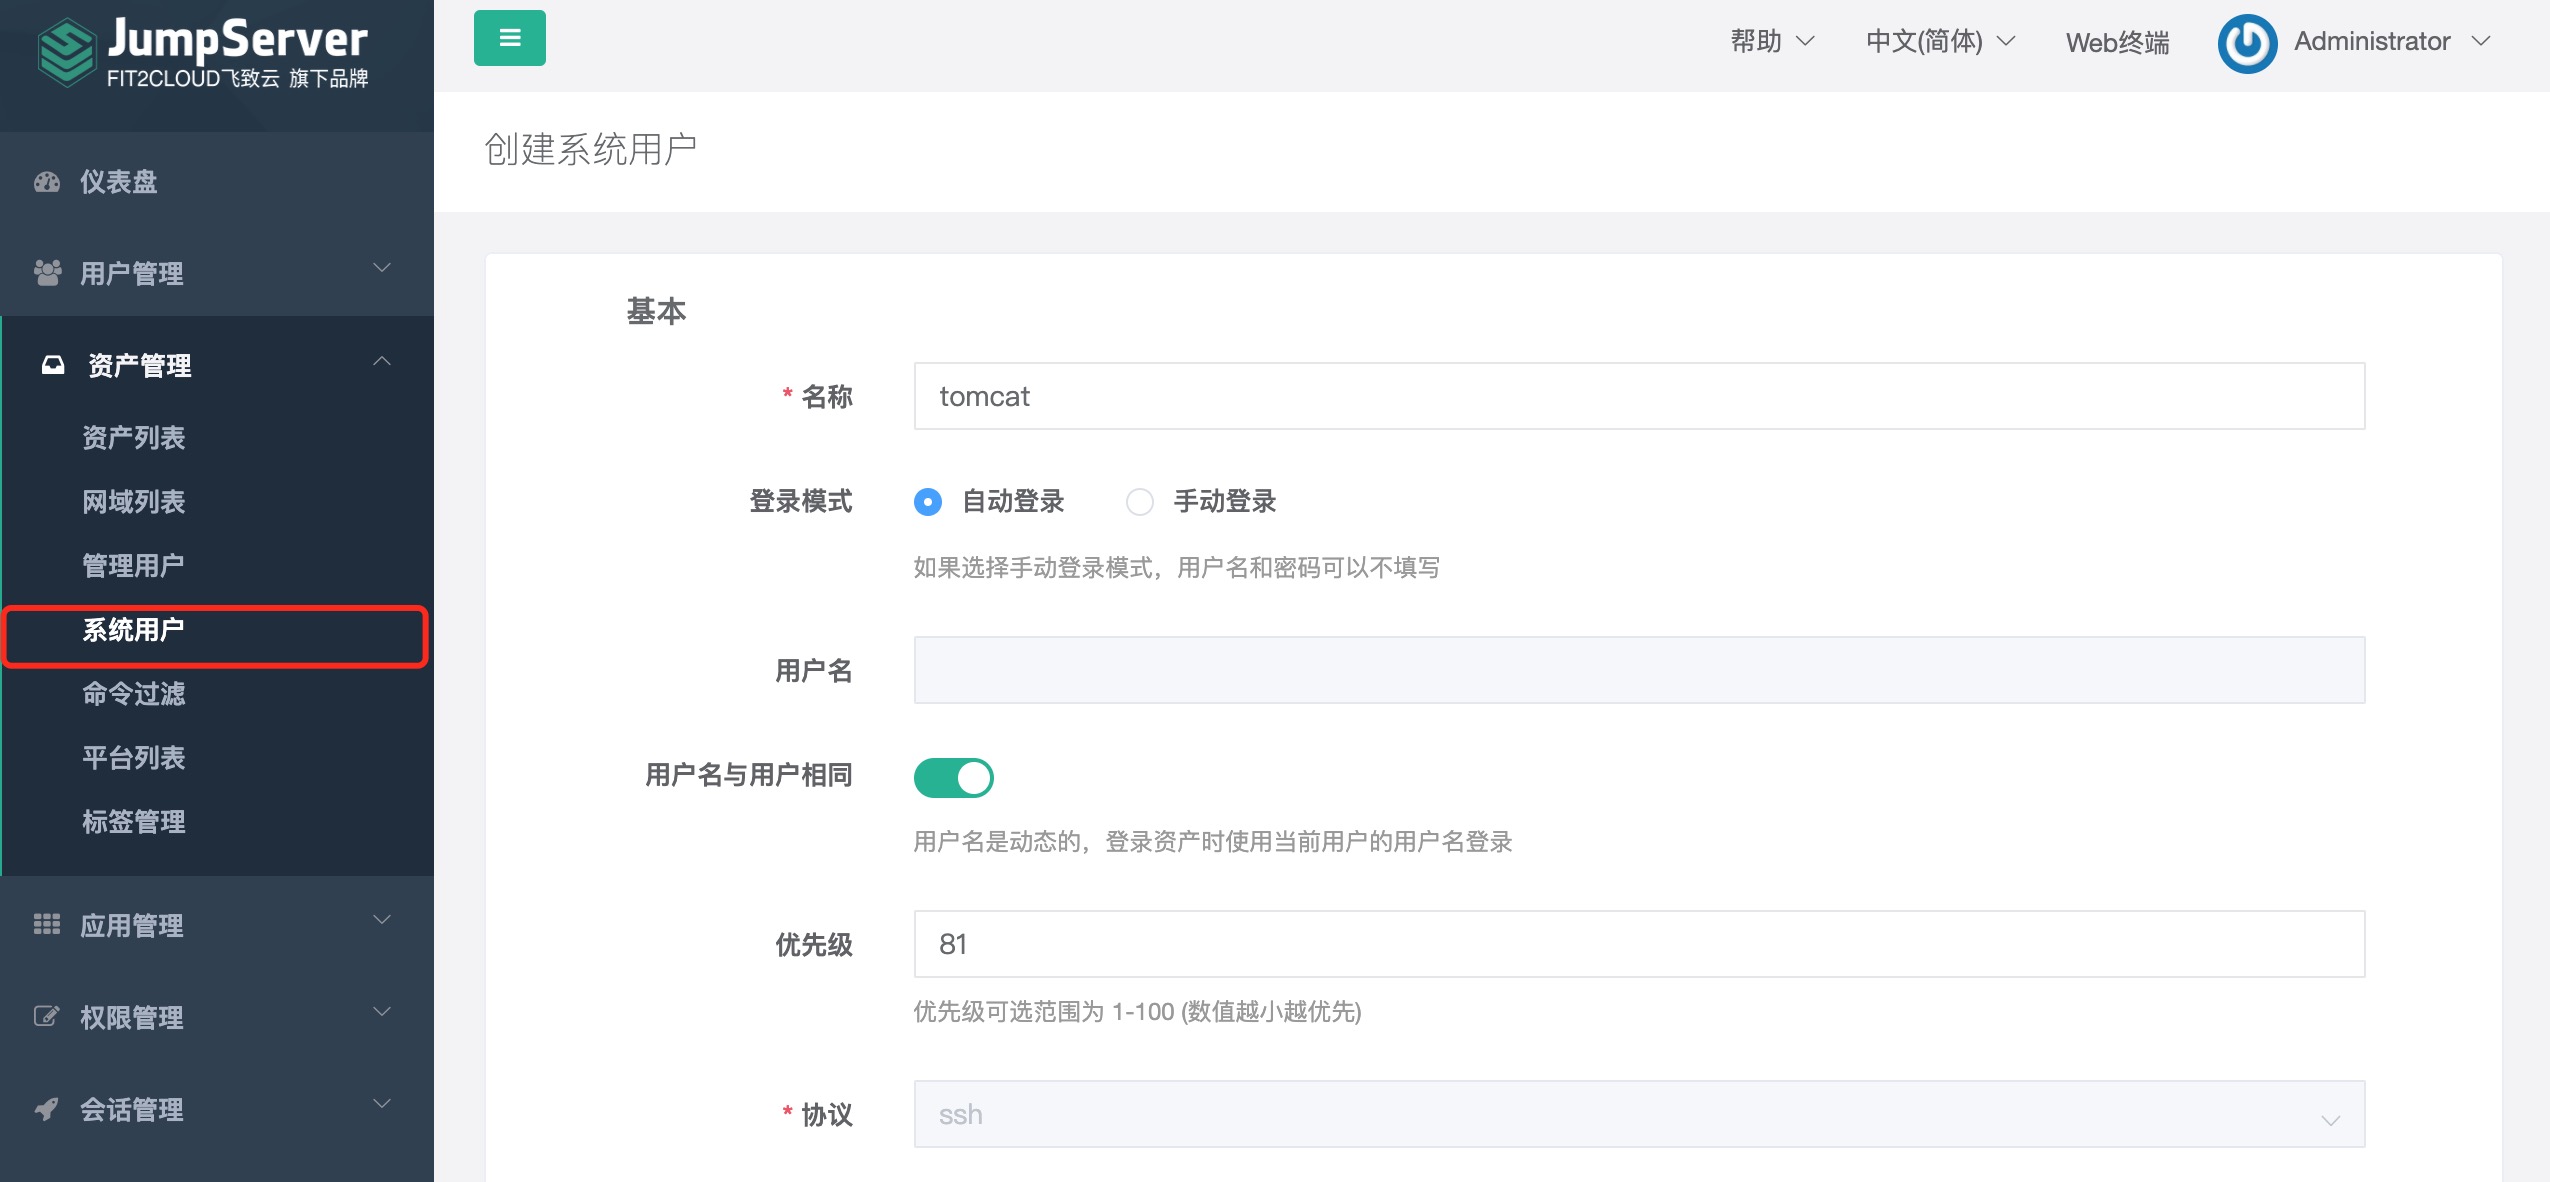 JumpServer
FIT2CLOUD飞致云 旗下品牌
仪表盘
用户管理
资产管理
资产列表
网域列表
管理用户
系统用户
命令过滤
平台列表
标签管理
应用管理
权限管理
会话管理
帮助
中文(简体)
Web终端
Administrator
创建系统用户
基本
* 名称
tomcat
登录模式
自动登录
手动登录
如果选择手动登录模式，用户名和密码可以不填写
用户名
用户名与用户相同
用户名是动态的，登录资产时使用当前用户的用户名登录
优先级
81
优先级可选范围为 1-100 (数值越小越优先)
* 协议
ssh